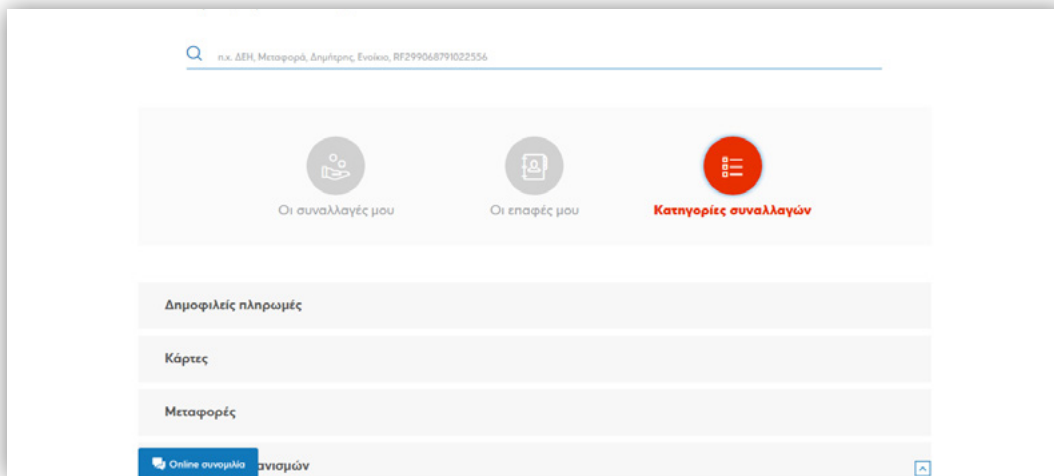 π.χ. ΔΕΗ, Μεταφορά, Δημήτρης, Ενοίκιο, RF299068791022556
Οι συναλλαγές μου
Οι επαφές μου
Κατηγορίες συναλλαγών
Δημοφιλείς πληρωμές
Κάρτες
Μεταφορές
Online συνομιλία
ανισμών